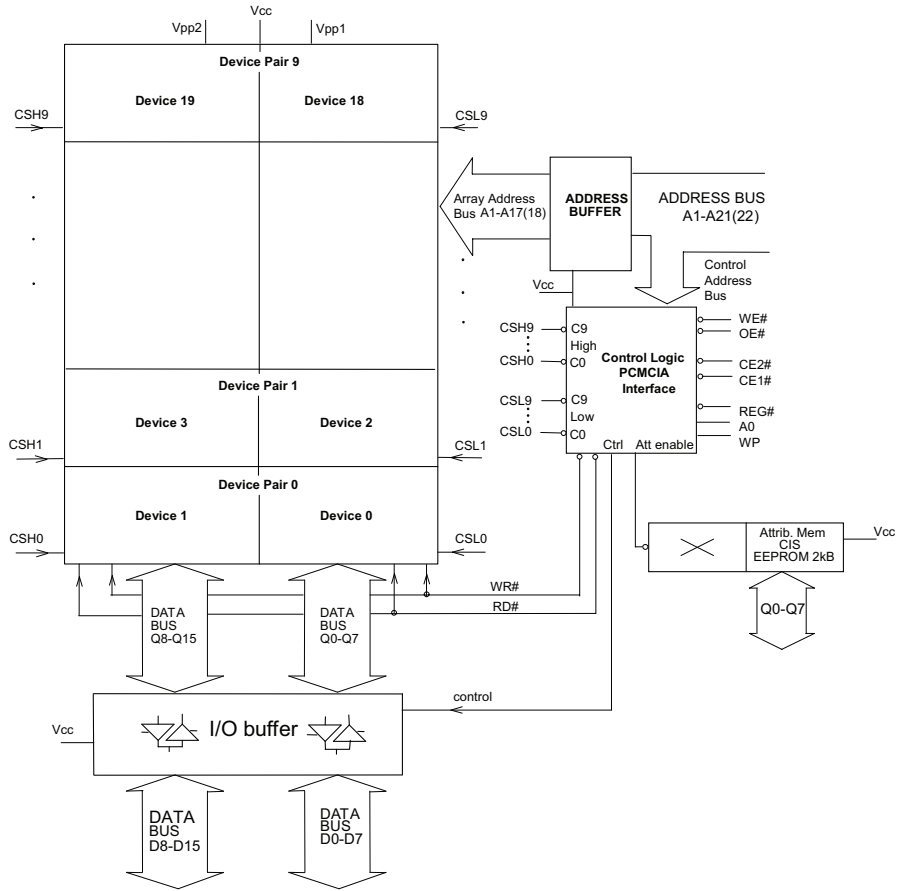 Vcc
Vpp2
Vpp1
Device Pair 9
Device 19
Device 18
CSH9
CSL9
Array Address
Bus A1-A17(18)
ADDRESS
BUFFER
ADDRESS BUS
A1-A21(22)
Control
Address
Bus
Vcc
CSH9
C9
High
CSH0
C0
CSL9
C9
Low
CSL0
C0
Control Logic
PCMCIA
Interface
Ctrl
Att enable
WE#
OE#
CE2#
CE1#
REG#
A0
WP
Device Pair 1
Device 3
Device 2
CSH1
CSL1
Device Pair 0
Device 1
Device 0
CSH0
CSL0
Attrib. Mem
CIS
EEPROM 2kB
Vcc
Q0-Q7
WR#
RD#
DATA
BUS
Q8-Q15
DATA
BUS
Q0-Q7
control
Vcc
I/O buffer
DATA
BUS
D8-D15
DATA
BUS
D0-D7